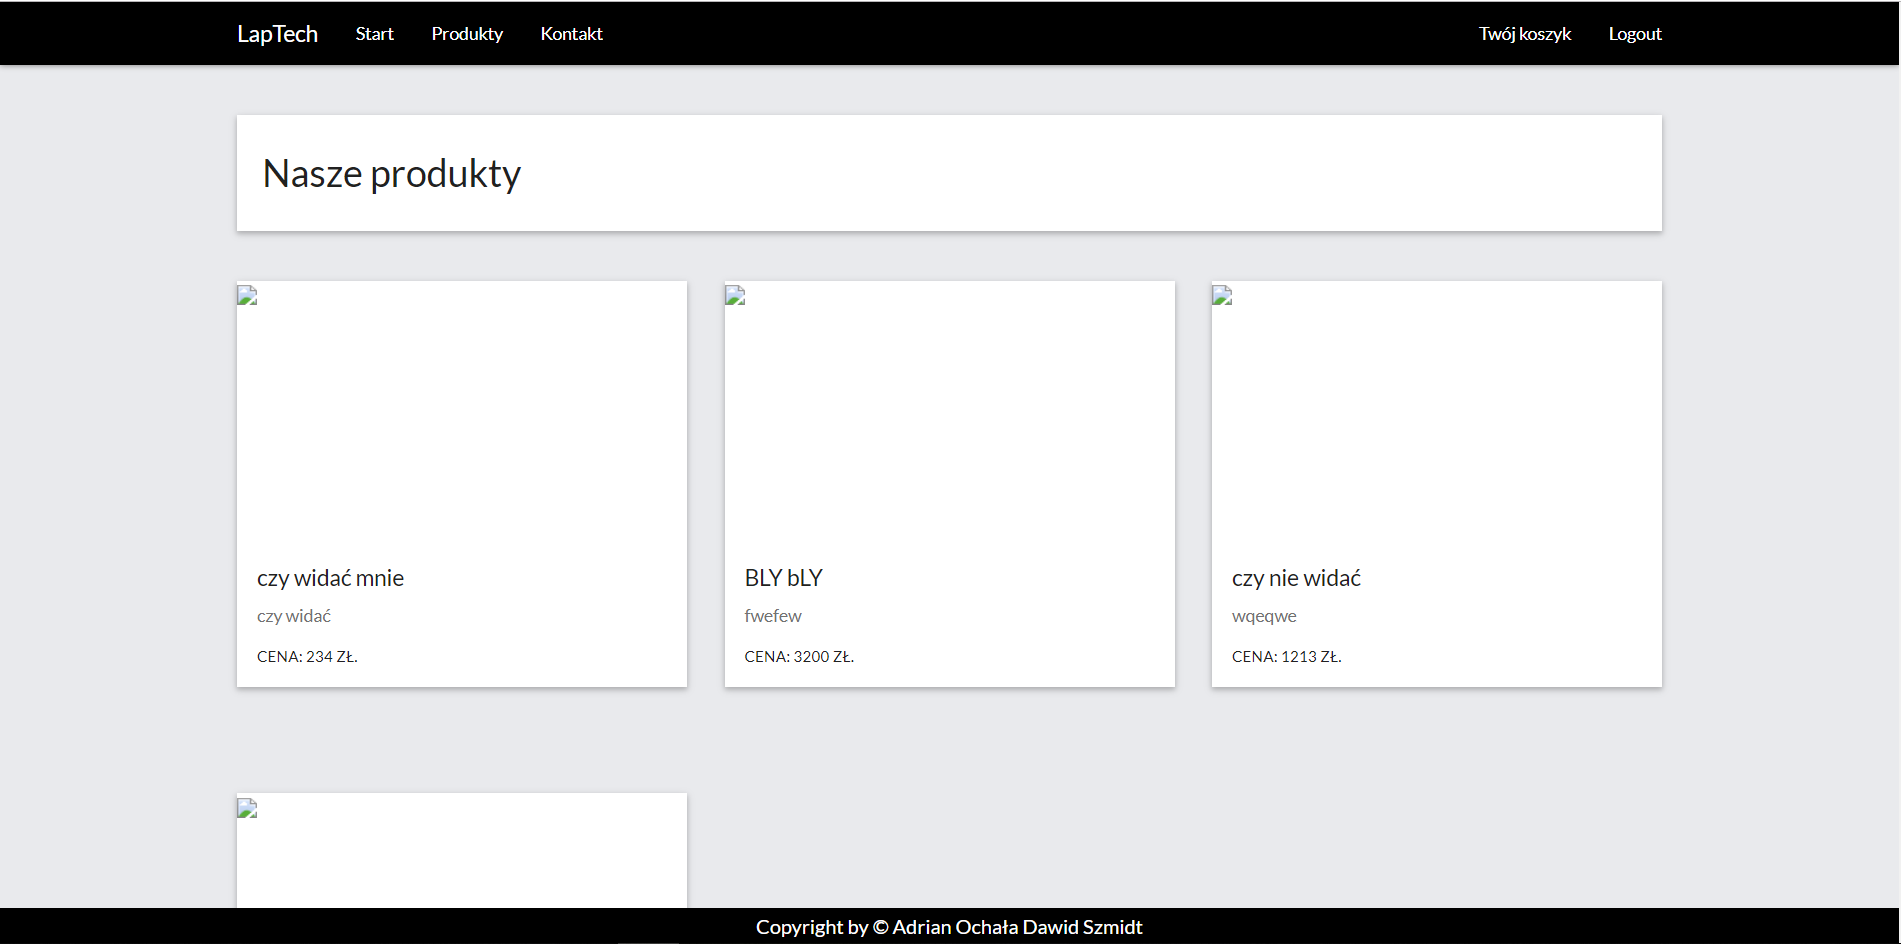 LapTech Start Produkty Kontakt Twój koszyk Logout
Nasze produkty
czy widać mnie
czy widać
CENA: 234 ZŁ.
BLY bLY
fwefew
CENA: 3200 ZŁ.
czy nie widać
wqeqwe
CENA: 1213 ZŁ.
Copyright by © Adrian Ochała Dawid Szmidt